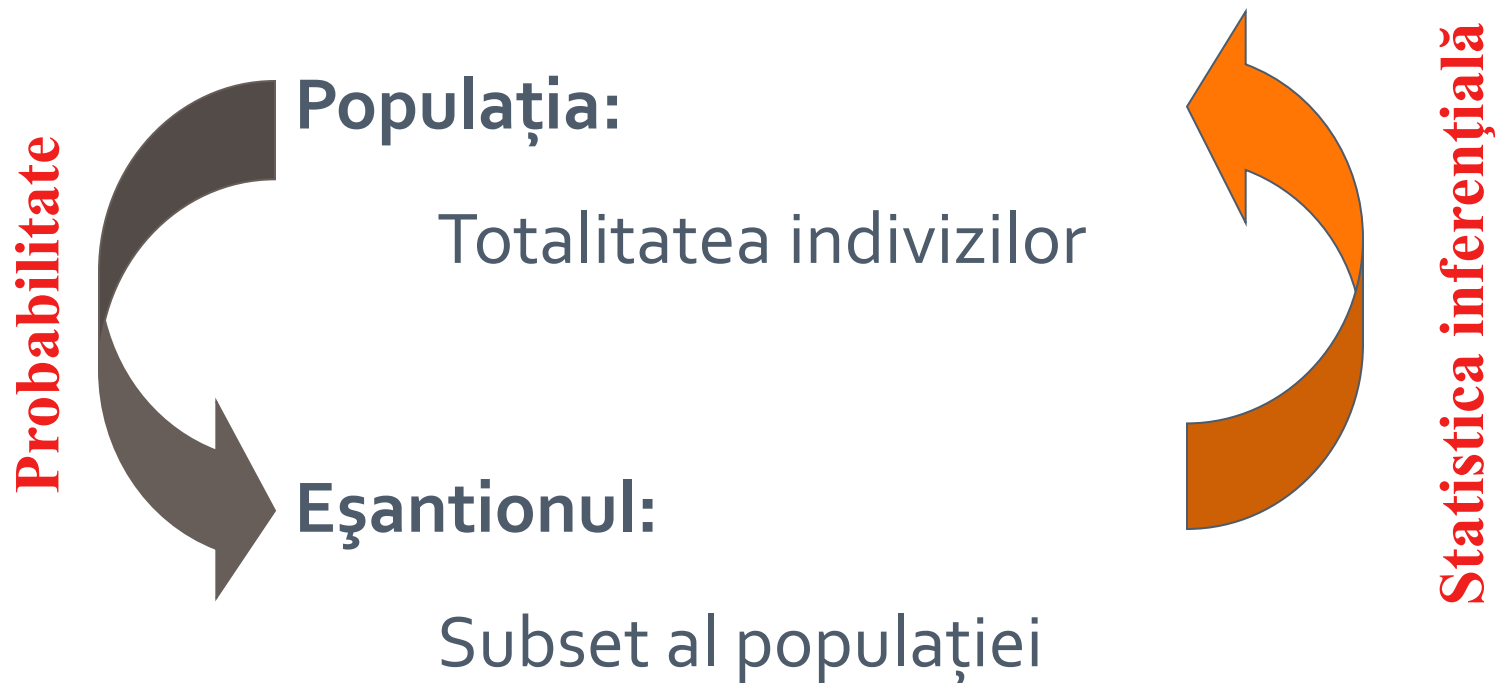 Probabilitate
Populația:
Totalitatea indivizilor
Eşantionul:
Subset al populației
Statistica inferenţială